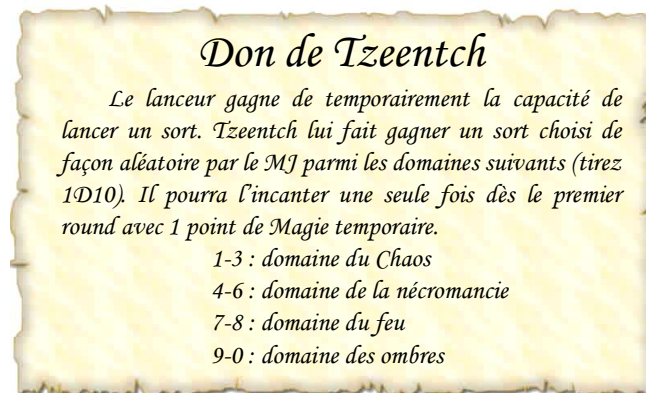 Don de Tzeentch
Le lanceur gagne de temporairement la capacité de
lancer un sort. Tzeentch lui fait gagner un sort choisi de
façon aléatoire par le MJ parmi les domaines suivants (tirez
1D10). Il pourra l'incanter une seule fois dès le premier
round avec 1 point de Magie temporaire.
1-3 : domaine du Chaos
4-6 : domaine de la nécromancie
7-8 : domaine du feu
9-0 : domaine des ombres